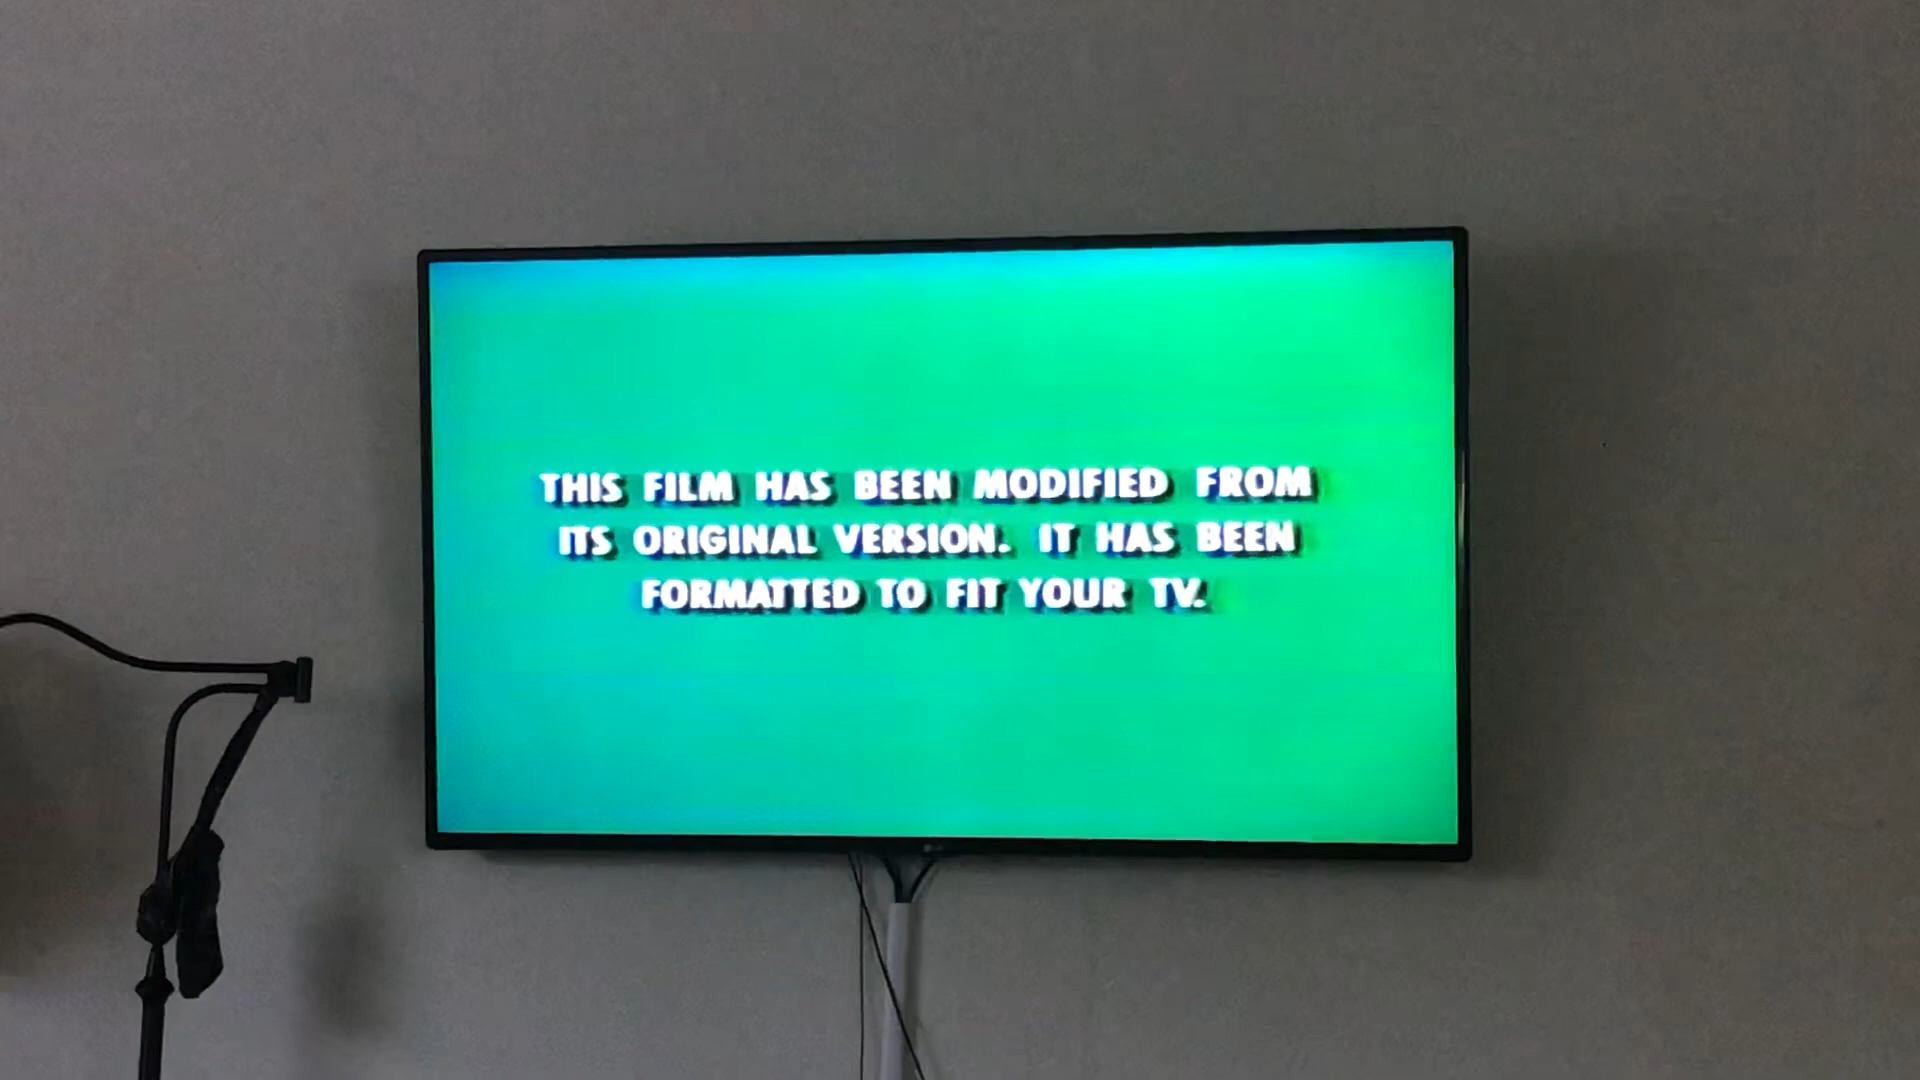 THIS FILM HAS BEEN MODIFIED FROM
ITS ORIGINAL VERSION. IT HAS BEEN
FORMATTED TO FIT YOUR TV.